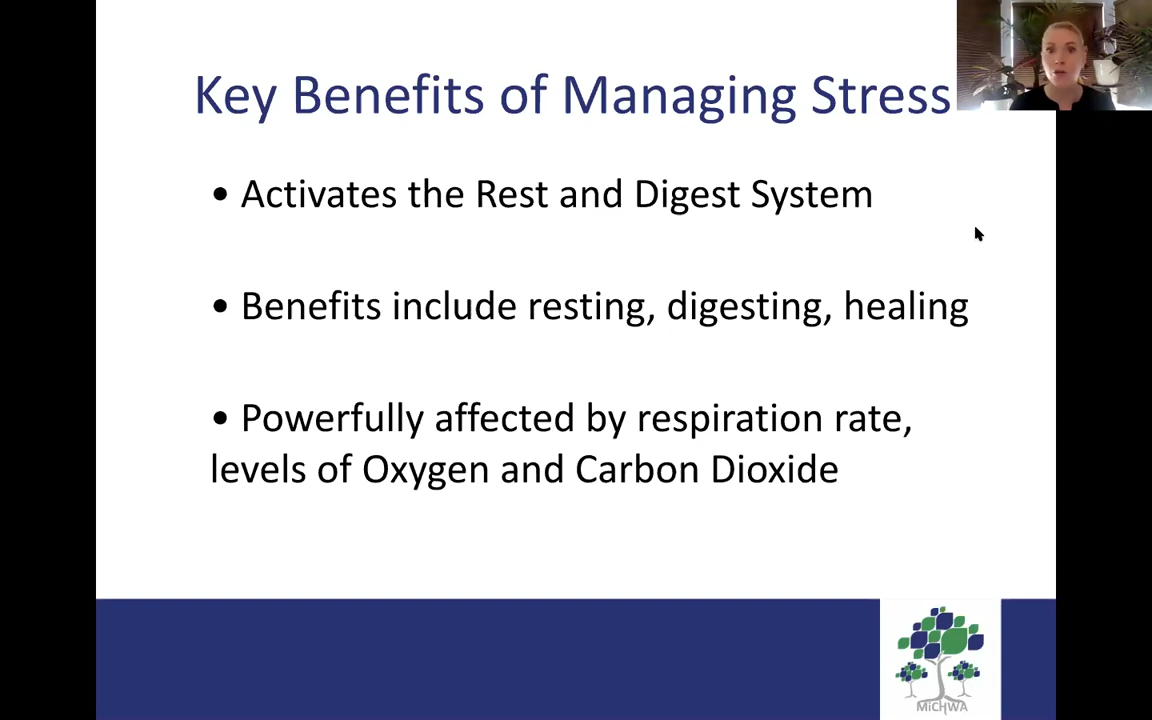 Key Benefits of Managing Stress
• Activates the Rest and Digest System
• Benefits include resting, digesting, healing
• Powerfully affected by respiration rate,
levels of Oxygen and Carbon Dioxide
MiCHWA